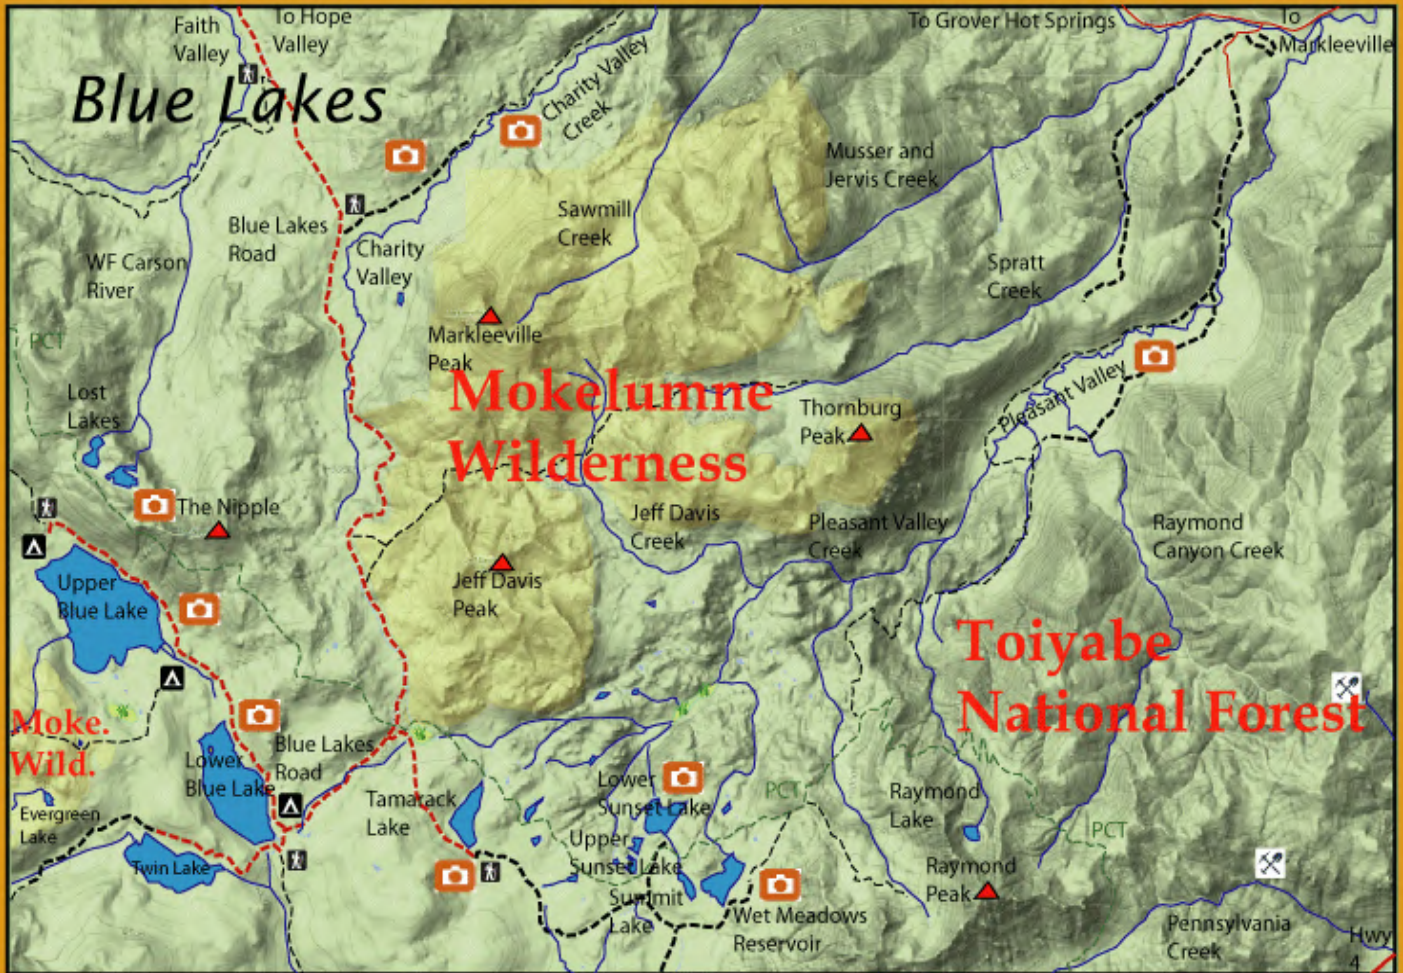 Faith
Valley
To Hope
Valley
To Grover Hot Springs
To
Markleeville
Blue Lakes
Charity Valley
Creek
Musser and
Jervis Creek
Sawmill
Creek
Blue Lakes
Road
Charity
Valley
WF Carson
River
Spratt
Creek
PCT
Markleeville
Peak
Lost
Lakes
Mokelumne
Wilderness
Thornburg
Peak
Pleasant Valley
The Nipple
Jeff Davis
Creek
Pleasant Valley
Creek
Raymond
Canyon Creek
Upper
Blue Lake
Jeff Davis
Peak
Toiyabe
National Forest
Moke.
Wild.
Blue Lakes
Road
Lower
Blue Lake
Lower
Sunset Lake
PCT
Raymond
Lake
Evergreen
Lake
Tamarack
Lake
PCT
Upper
Sunset Lake
Twin Lake
Raymond
Peak
Summit
Lake
Wet Meadows
Reservoir
Pennsylvania
Creek
Hwy
4